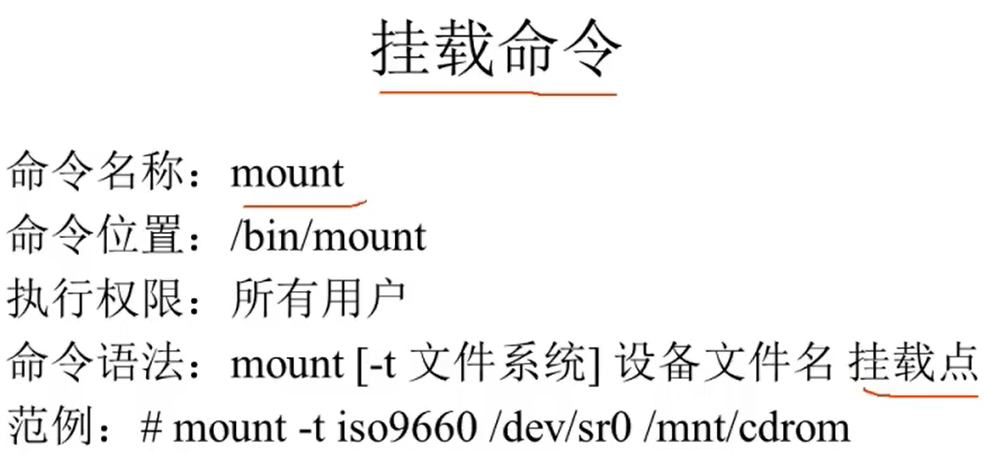 挂载命令
命令名称：mount
命令位置：/bin/mount
执行权限：所有用户
命令语法：mount [-t 文件系统] 设备文件名 挂载点
范例：# mount -t iso9660 /dev/sr0 /mnt/cdrom